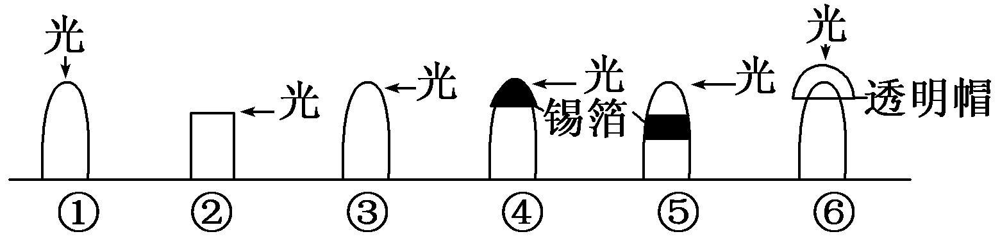 光 光 光 光 光 光
锡箔 透明帽
① ② ③ ④ ⑤ ⑥